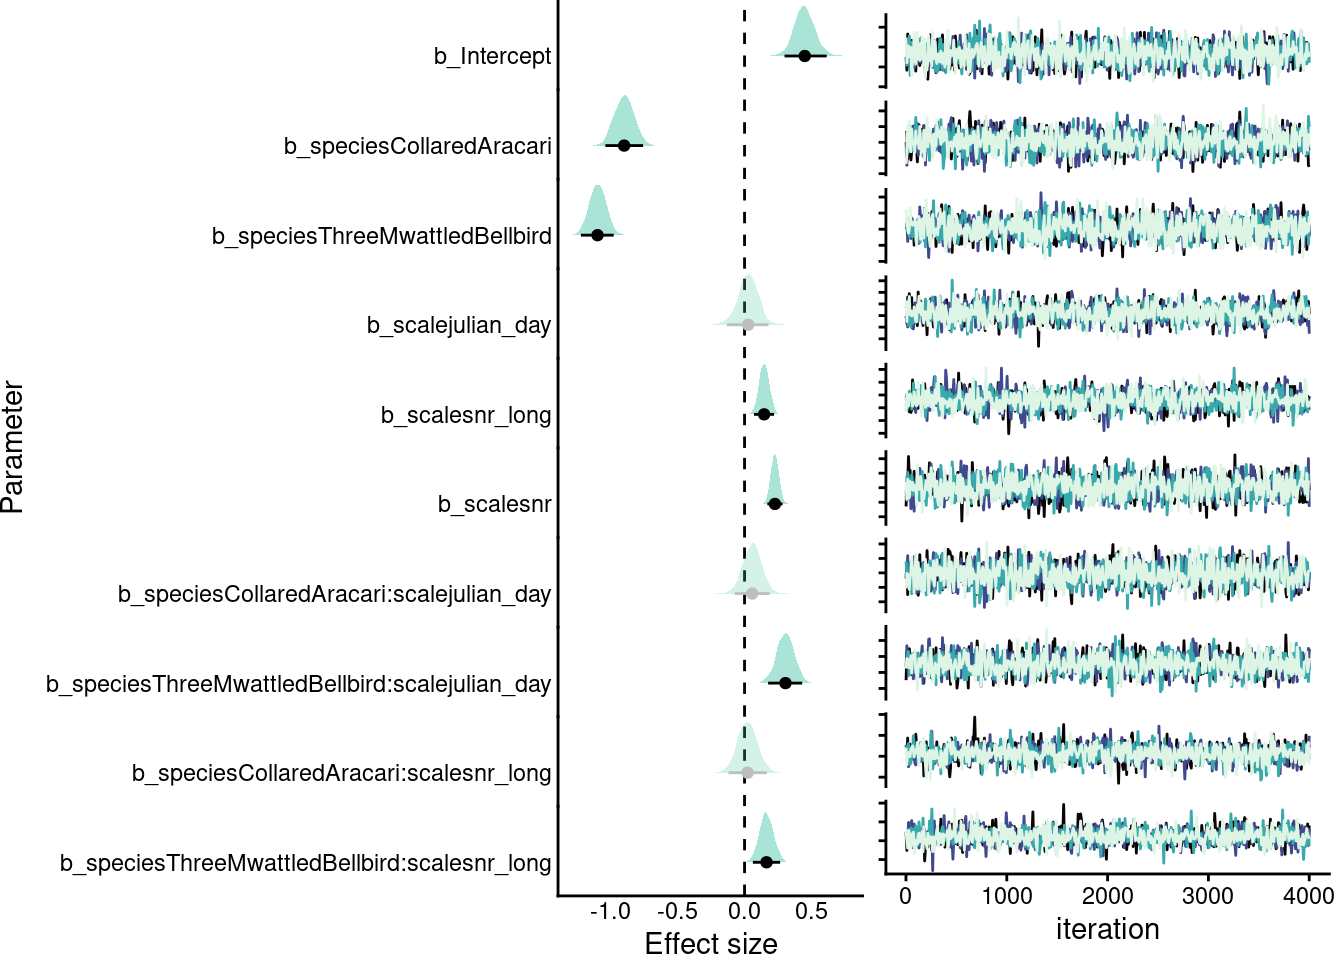 Parameter
b_Intercept
b_speciesCollaredAracari
b_speciesThreeMwattledBellbird
b_scalejulian_day
b_scalesnr_long
b_scalesnr
b_speciesCollaredAracari:scalejulian_day
b_speciesThreeMwattledBellbird:scalejulian_day
b_speciesCollaredAracari:scalesnr_long
b_speciesThreeMwattledBellbird:scalesnr_long
-1.0 -0.5 0.0 0.5
Effect size
0 1000 2000 3000 4000
iteration